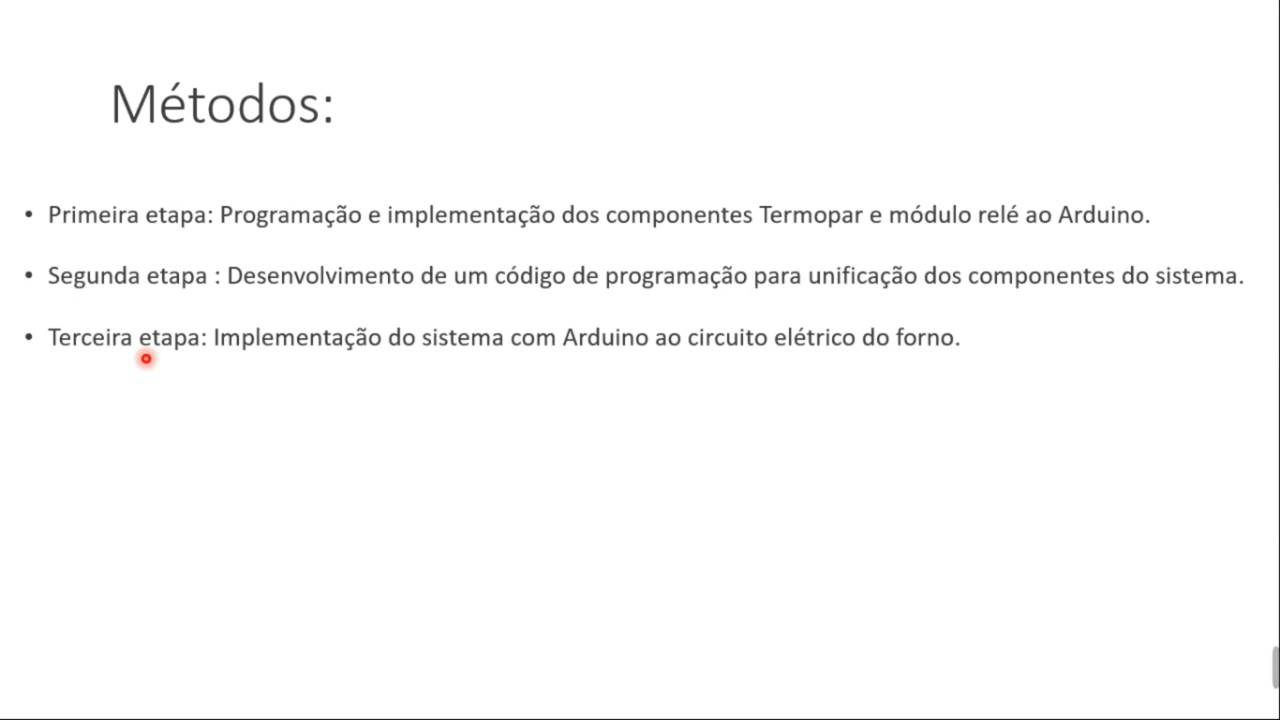 Métodos:
• Primeira etapa: Programação e implementação dos componentes Termopar e módulo relé ao Arduino.
• Segunda etapa : Desenvolvimento de um código de programação para unificação dos componentes do sistema.
• Terceira etapa: Implementação do sistema com Arduino ao circuito elétrico do forno.